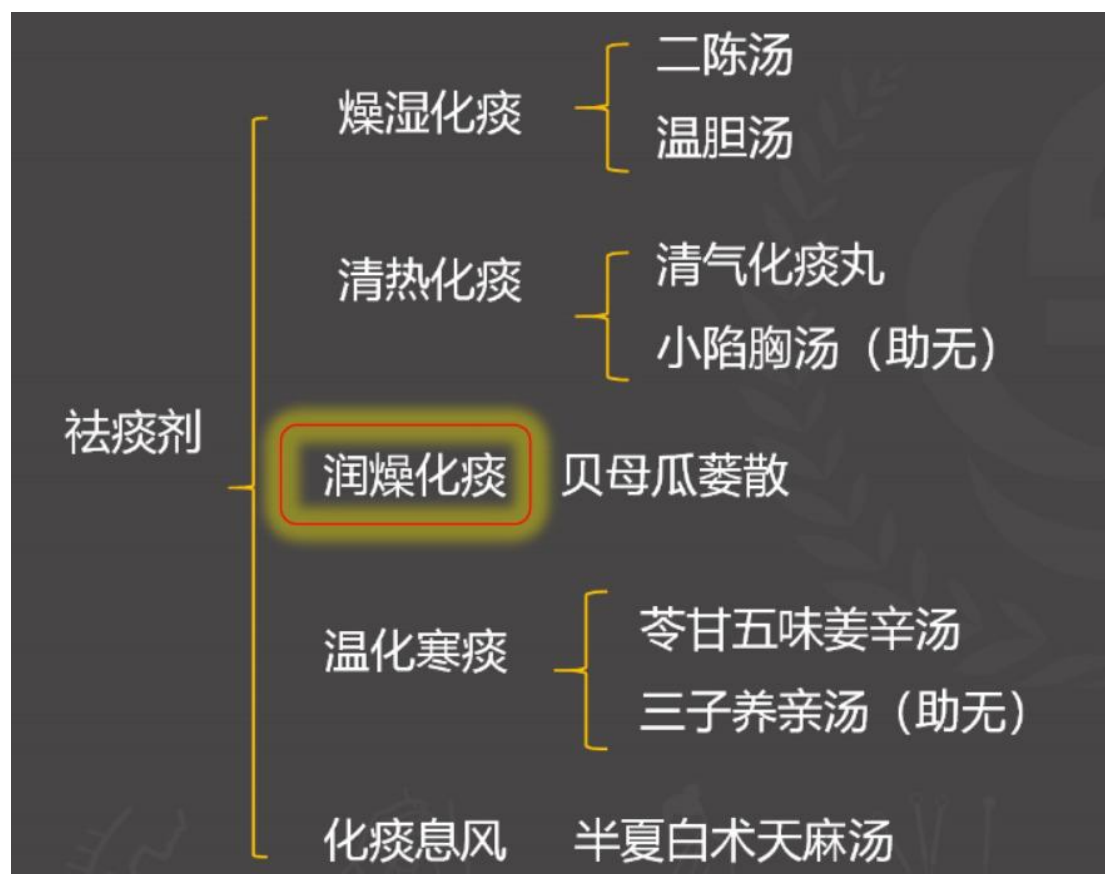 祛痰剂
燥湿化痰
二陈汤
温胆汤
清热化痰
清气化痰丸
小陷胸汤（助无）
润燥化痰
贝母瓜蒌散
温化寒痰
苓甘五味姜辛汤
三子养亲汤（助无）
化痰息风
半夏白术天麻汤